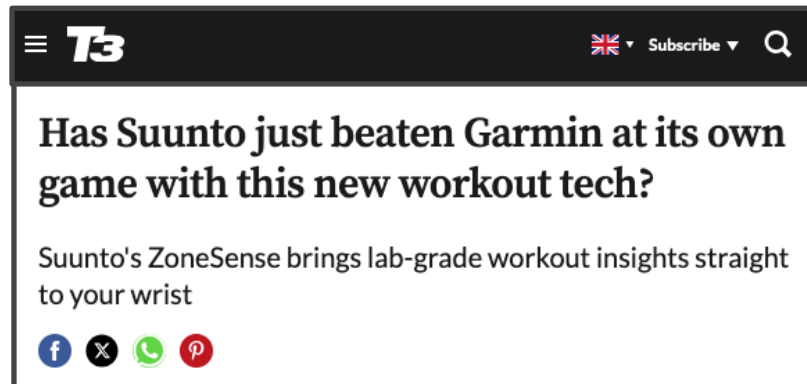 T3
Subscribe
Has Suunto just beaten Garmin at its own
game with this new workout tech?
Suunto's ZoneSense brings lab-grade workout insights straight
to your wrist